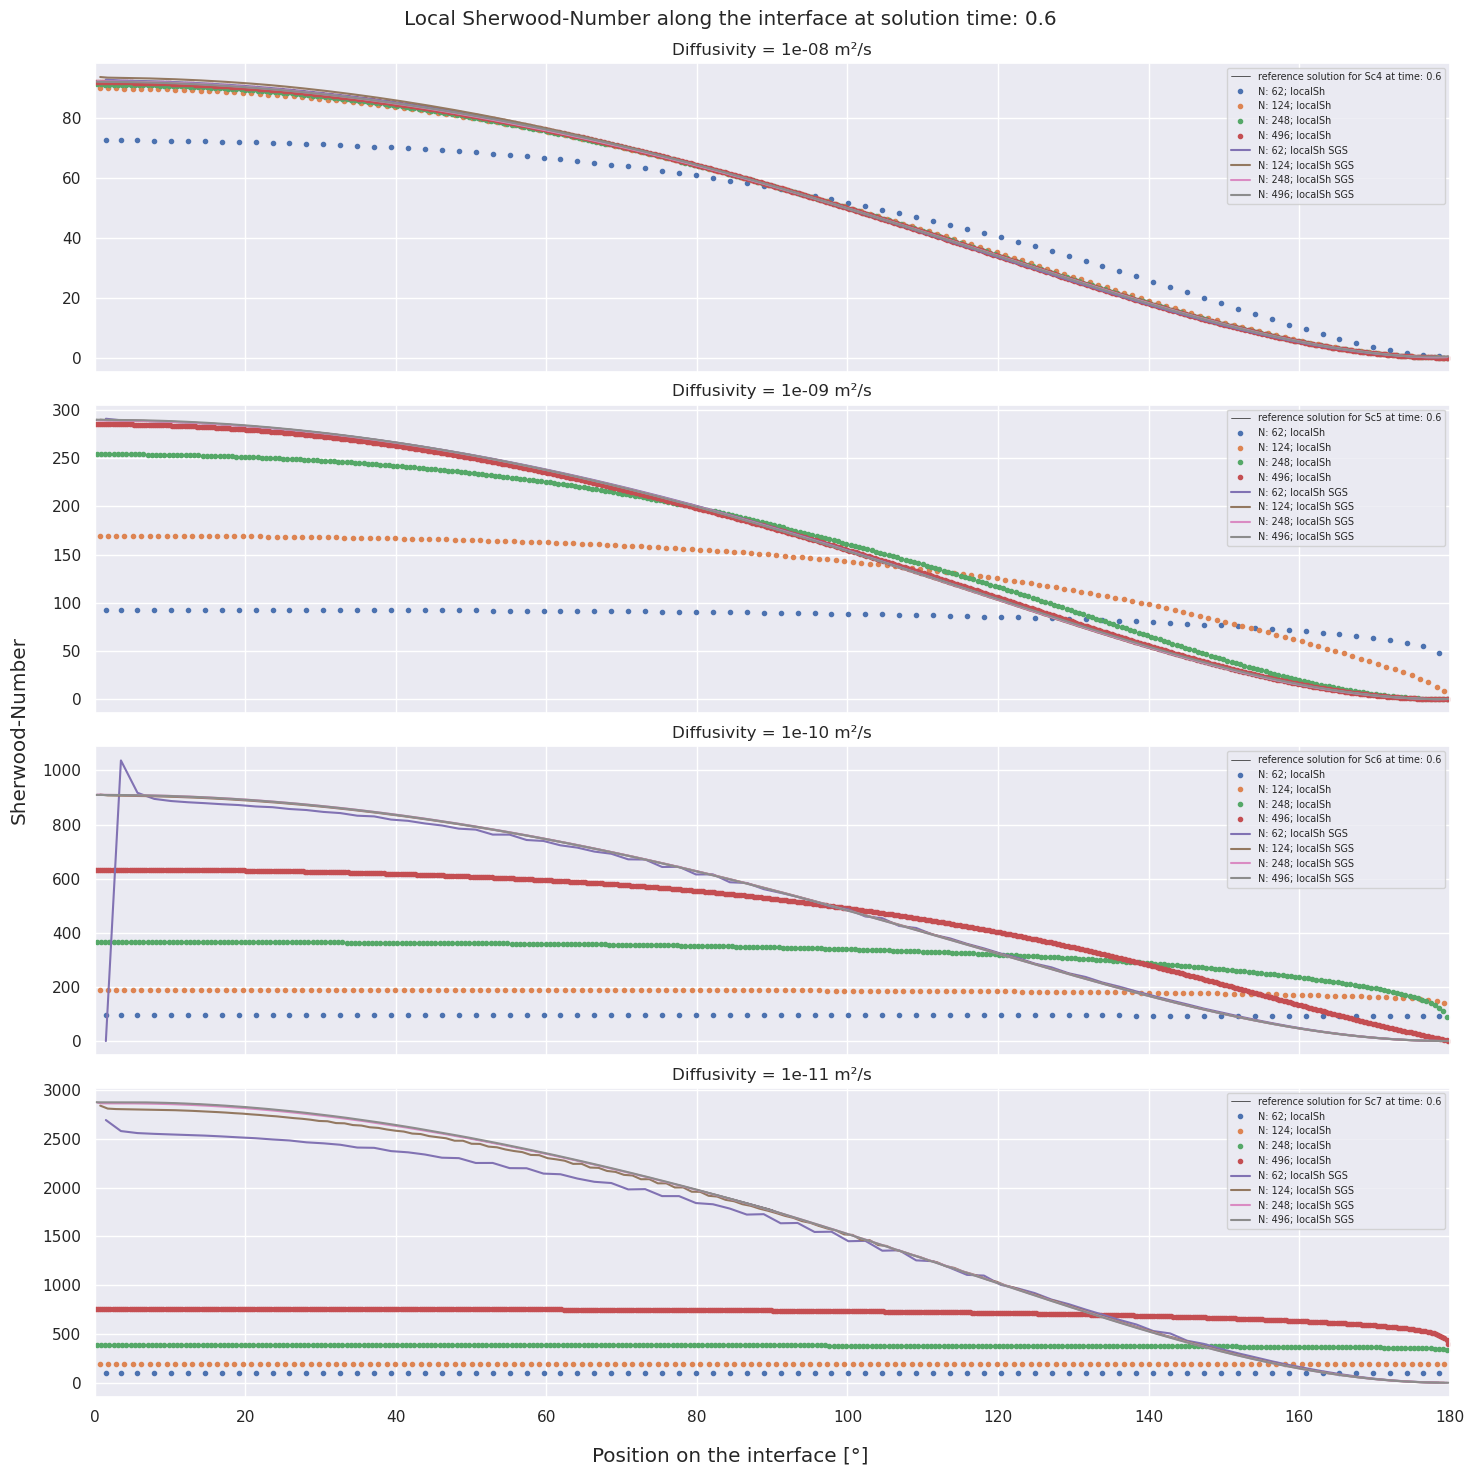 Local Sherwood-Number along the interface at solution time: 0.6
Diffusivity = 1e-08 m²/s
reference solution for Sc4 at time: 0.6
N: 62; localSh
N: 124; localSh
N: 248; localSh
N: 496; localSh
N: 62; localSh SGS
N: 124; localSh SGS
N: 248; localSh SGS
N: 496; localSh SGS
80
60
40
20
0
Diffusivity = 1e-09 m²/s
reference solution for Sc5 at time: 0.6
N: 62; localSh
N: 124; localSh
N: 248; localSh
N: 496; localSh
N: 62; localSh SGS
N: 124; localSh SGS
N: 248; localSh SGS
N: 496; localSh SGS
300
250
200
150
100
50
0
Sherwood-Number
Diffusivity = 1e-10 m²/s
reference solution for Sc6 at time: 0.6
N: 62; localSh
N: 124; localSh
N: 248; localSh
N: 496; localSh
N: 62; localSh SGS
N: 124; localSh SGS
N: 248; localSh SGS
N: 496; localSh SGS
1000
800
600
400
200
0
Diffusivity = 1e-11 m²/s
reference solution for Sc7 at time: 0.6
N: 62; localSh
N: 124; localSh
N: 248; localSh
N: 496; localSh
N: 62; localSh SGS
N: 124; localSh SGS
N: 248; localSh SGS
N: 496; localSh SGS
3000
2500
2000
1500
1000
500
0
0 20 40 60 80 100 120 140 160 180
Position on the interface [°]